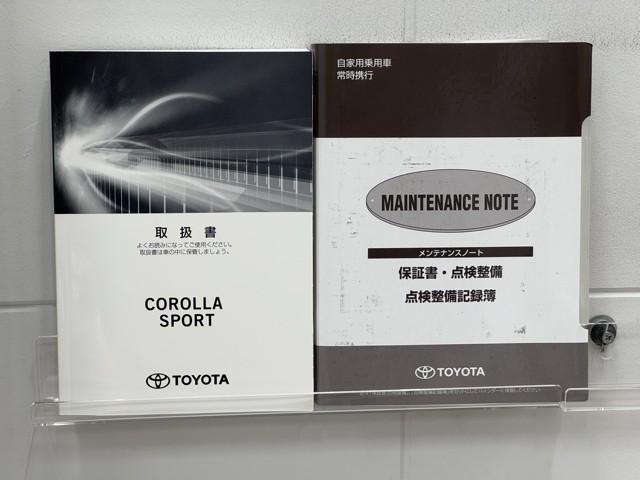 取扱書
よくお読みになってご使用ください。
取扱書は車の中に保管しましょう。
COROLLA
SPORT
TOYOTA
自家用乗用車
常時携行
MAINTENANCE NOTE
メンテナンスノート
保証書・点検整備
点検整備記録簿
TOYOTA